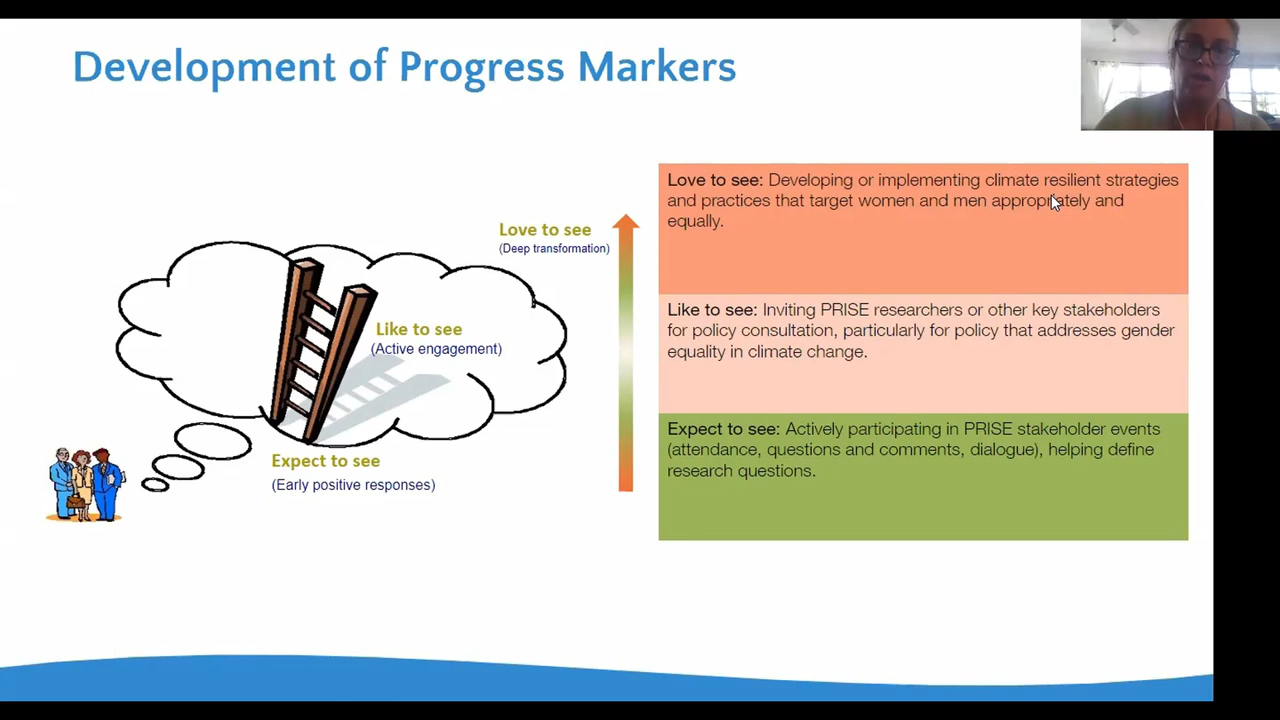 Development of Progress Markers
Love to see
(Deep transformation)
Like to see
(Active engagement)
Expect to see
(Early positive responses)
Love to see: Developing or implementing climate resilient strategies
and practices that target women and men appropriately and
equally.
Like to see: Inviting PRISE researchers or other key stakeholders
for policy consultation, particularly for policy that addresses gender
equality in climate change.
Expect to see: Actively participating in PRISE stakeholder events
(attendance, questions and comments, dialogue), helping define
research questions.